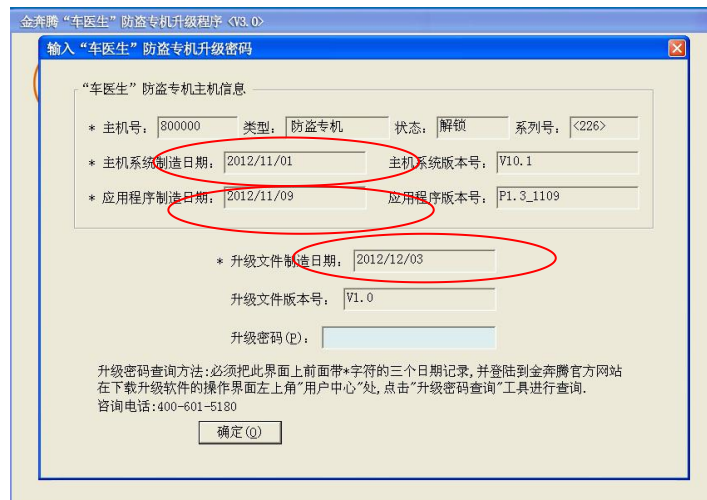 金奔腾“车医生”防盗专机升级程序 <V3.0>
输入“车医生”防盗专机升级密码
“车医生”防盗专机主机信息
* 主机号: 800000 类型: 防盗专机 状态: 解锁 系列号: <226>
* 主机系统制造日期: 2012/11/01 主机系统版本号: V10.1
* 应用程序制造日期: 2012/11/09 应用程序版本号: P1.3_1109
* 升级文件制造日期: 2012/12/03
升级文件版本号: V1.0
升级密码(P):
升级密码查询方法:必须把此界面上前面带*字符的三个日期记录,并登陆到金奔腾官方网站
在下载升级软件的操作界面左上角"用户中心"处,点击"升级密码查询"工具进行查询.
咨询电话:400-601-5180
确定(O)